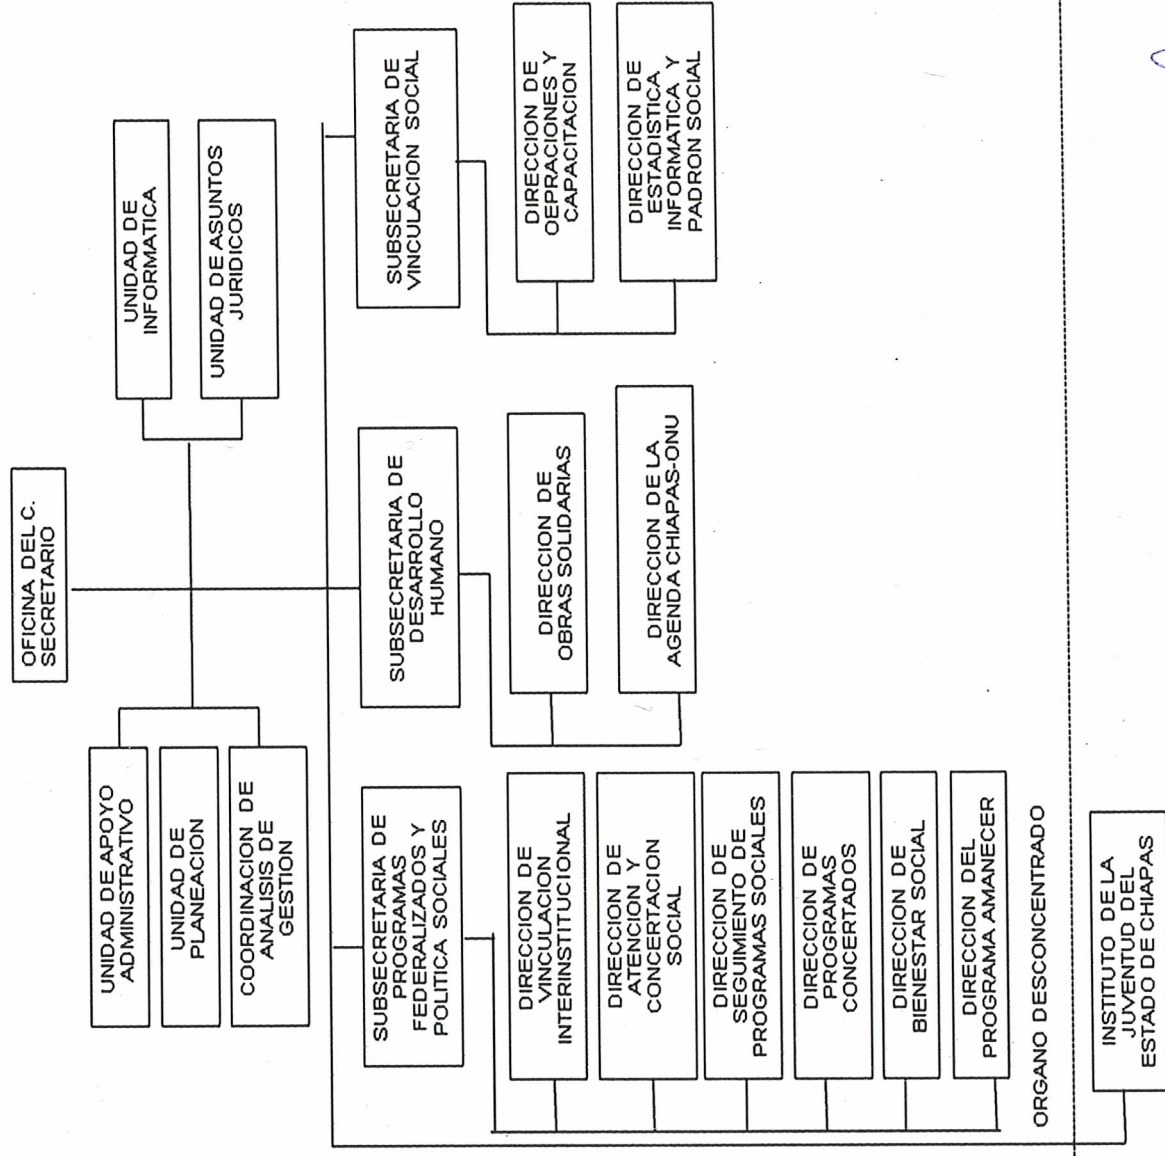 OFICINA DEL C.
SECRETARIO
UNIDAD DE APOYO
ADMINISTRATIVO
UNIDAD DE
PLANEACION
COORDINACION DE
ANALISIS DE
GESTION
UNIDAD DE
INFORMATICA
UNIDAD DE ASUNTOS
JURIDICOS
SUBSECRETARIA DE
PROGRAMAS
FEDERALIZADOS Y
POLITICA SOCIALES
DIRECCION DE
VINCULACION
INTERINSTITUCIONAL
DIRECCION DE
ATENCION Y
CONCERTACION
SOCIAL
DIRECCION DE
SEGUIMIENTO DE
PROGRAMAS SOCIALES
DIRECCION DE
PROGRAMAS
CONCERTADOS
DIRECCION DE
BIENESTAR SOCIAL
DIRECCION DEL
PROGRAMA AMANECER
SUBSECRETARIA DE
DESARROLLO
HUMANO
DIRECCION DE
OBRAS SOLIDARIAS
DIRECCION DE LA
AGENDA CHIAPAS-ONU
SUBSECRETARIA DE
VINCULACION SOCIAL
DIRECCION DE
OEPRACIONES Y
CAPACITACION
DIRECCION DE
ESTADISTICA
INFORMATICA Y
PADRON SOCIAL
ORGANO DESCONCENTRADO
INSTITUTO DE LA
JUVENTUD DEL
ESTADO DE CHIAPAS